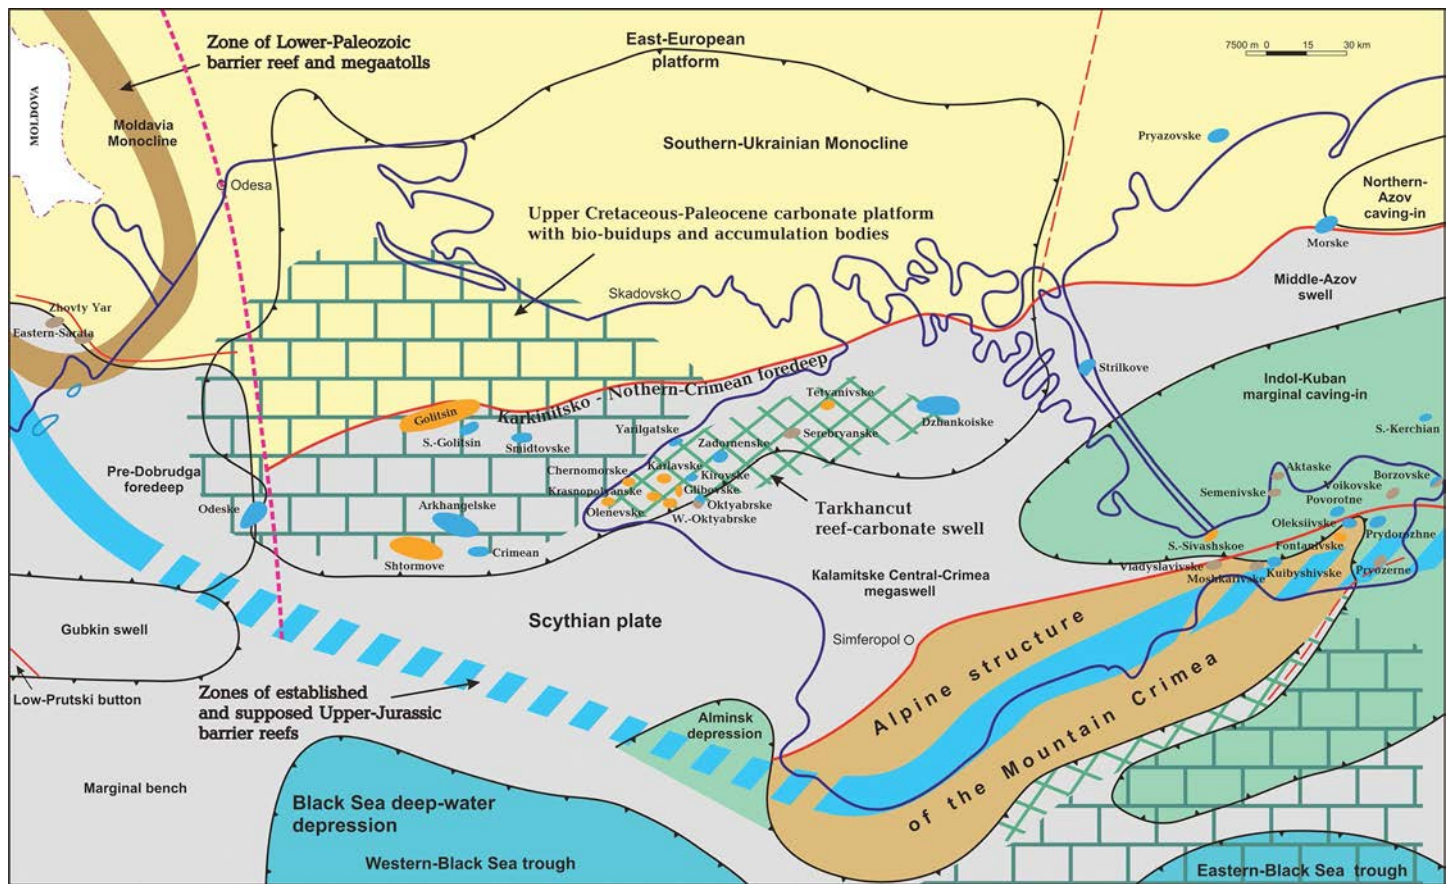 Zone of Lower-Paleozoic
barrier reef and megaatolls
East-European
platform
7500 m 0 15 30 km
MOLDOVA
Moldavia
Monocline
Southern-Ukrainian Monocline
Pryazovske
Odesa
Northern-
Azov
caving-in
Upper Cretaceous-Paleocene carbonate platform
with bio-buidups and accumulation bodies
Morske
Middle-Azov
swell
Skadovsk
Zhovty Yar
Eastern-Sarata
Karkinitsko - Nothern-Crimean foredeep
Strilkove
Indol-Kuban
marginal caving-in
Golitsin
S.-Golitsin
Smidtovske
Tetyanivske
Dzhankoiske
Yarilgatske
Serebryanske
Zadornenske
S.-Kerchian
Pre-Dobrudga
foredeep
Chernomorske
Karlavske
Kirovske
Krasnopolyanske
Glibovske
Olenevske
Oktyabrske
W.-Oktyabrske
Tarkhancut
reef-carbonate swell
Aktaske
Borzovske
Voikovske
Semenivske
Povorotne
Odeske
Arkhangelske
Oleksiivske
Prydorozhne
Crimean
Shtormove
S.-Sivashskoe
Fontanivske
Vladyslavivske
Moshkarivske
Kuibyshivske
Pryozerne
Kalamitske Central-Crimea
megaswell
Gubkin swell
Scythian plate
Simferopol
Low-Prutski button
Zones of established
and supposed Upper-Jurassic
barrier reefs
Alminsk
depression
Alpine structure
of the Mountain Crimea
Marginal bench
Black Sea deep-water
depression
Western-Black Sea trough
Eastern-Black Sea trough